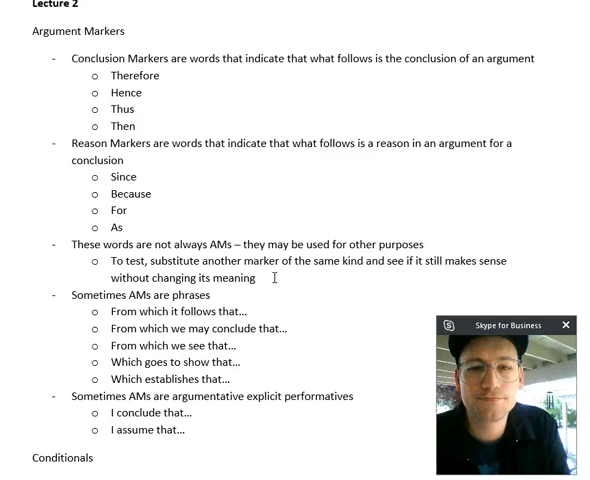 Lecture 2
Argument Markers
- Conclusion Markers are words that indicate that what follows is the conclusion of an argument
o Therefore
o Hence
o Thus
o Then
- Reason Markers are words that indicate that what follows is a reason in an argument for a
conclusion
o Since
o Because
o For
o As
- These words are not always AMs – they may be used for other purposes
o To test, substitute another marker of the same kind and see if it still makes sense
without changing its meaning
- Sometimes AMs are phrases
o From which it follows that...
o From which we may conclude that...
o From which we see that...
o Which goes to show that...
o Which establishes that...
- Sometimes AMs are argumentative explicit performatives
o I conclude that...
o I assume that...
Conditionals
Skype for Business